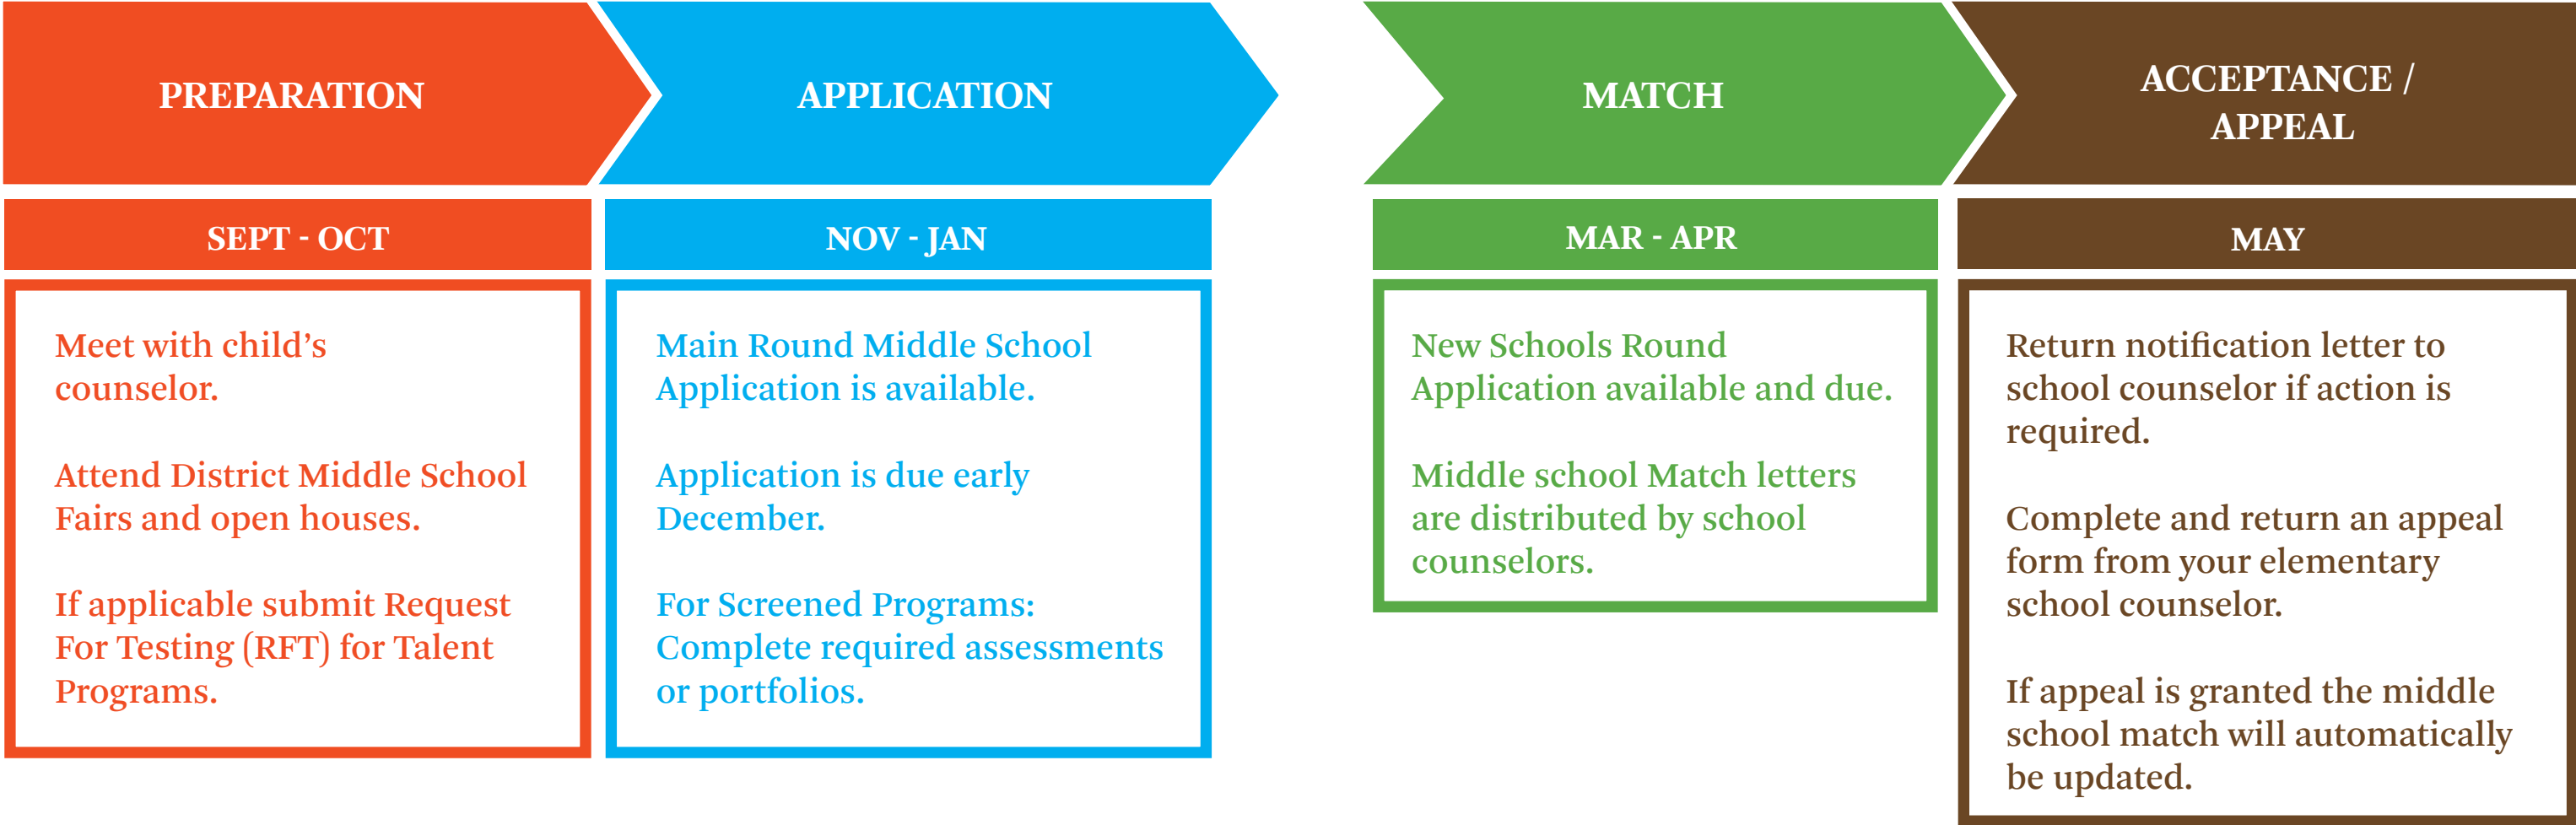 PREPARATION
SEPT - OCT
Meet with child's
counselor.
Attend District Middle School
Fairs and open houses.
If applicable submit Request
For Testing (RFT) for Talent
Programs.
APPLICATION
NOV - JAN
Main Round Middle School
Application is available.
Application is due early
December.
For Screened Programs:
Complete required assessments
or portfolios.
MATCH
MAR - APR
New Schools Round
Application available and due.
Middle school Match letters
are distributed by school
counselors.
ACCEPTANCE /
APPEAL
MAY
Return notification letter to
school counselor if action is
required.
Complete and return an appeal
form from your elementary
school counselor.
If appeal is granted the middle
school match will automatically
be updated.